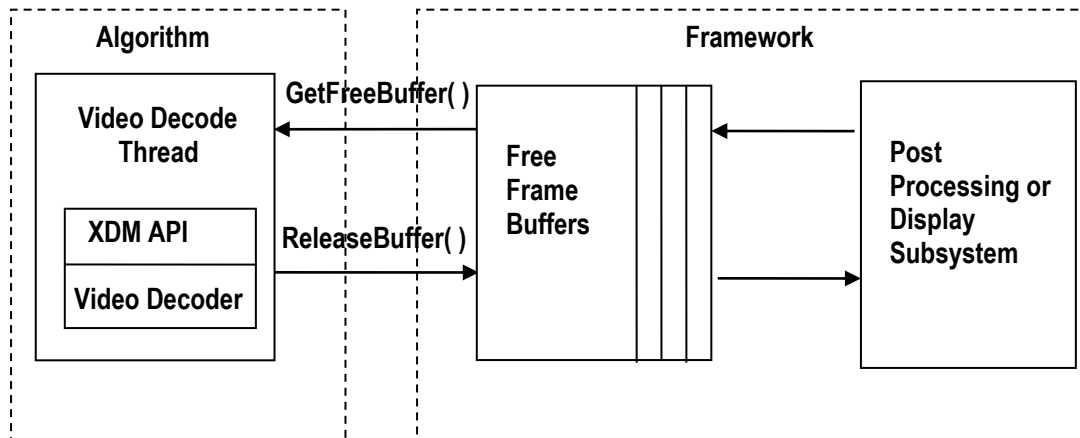 Algorithm
Framework
GetFreeBuffer( )
Video Decode
Thread
XDM API
ReleaseBuffer( )
Video Decoder
Free
Frame
Buffers
Post
Processing or
Display
Subsystem